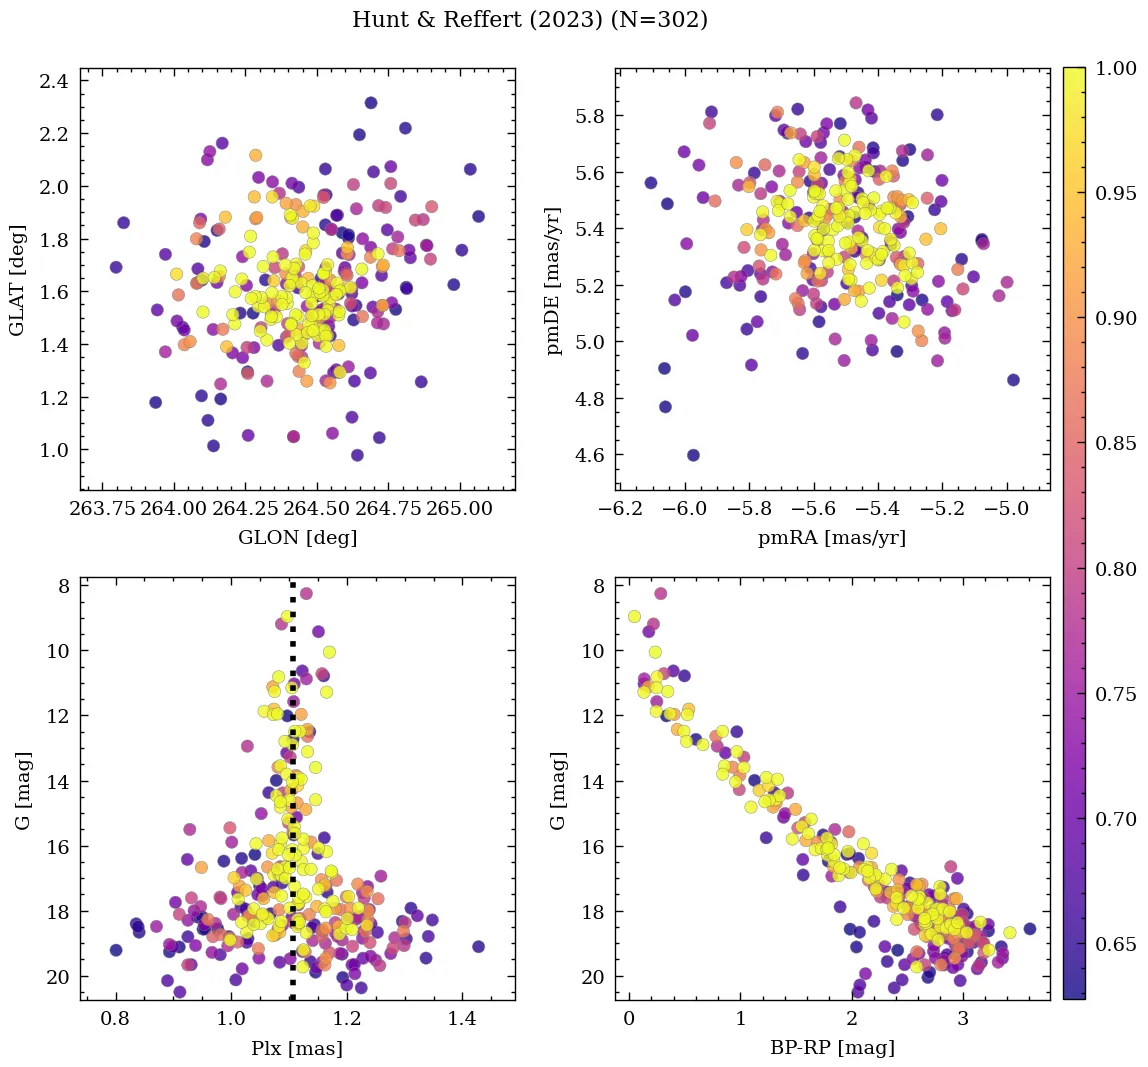 Hunt & Reffert (2023) (N=302)
2.4
2.2
2.0
1.8
1.6
1.4
1.2
1.0
GLAT [deg]
263.75 264.00 264.25 264.50 264.75 265.00
GLON [deg]
5.8
5.6
5.4
5.2
5.0
4.8
4.6
pmDE [mas/yr]
−6.2 −6.0 −5.8 −5.6 −5.4 −5.2 −5.0
pmRA [mas/yr]
8
10
12
14
16
18
20
G [mag]
0.8 1.0 1.2 1.4
Plx [mas]
8
10
12
14
16
18
20
G [mag]
0 1 2 3
BP-RP [mag]
1.00
0.95
0.90
0.85
0.80
0.75
0.70
0.65